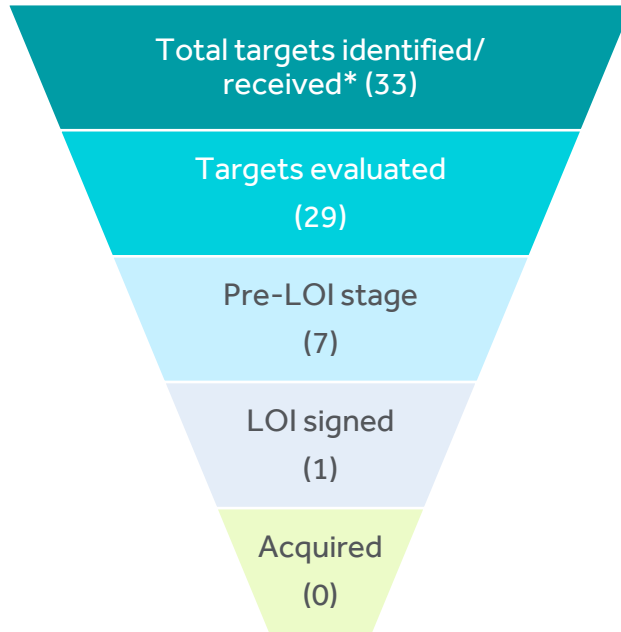 Total targets identified/
received* (33)
Targets evaluated
(29)
Pre-LOI stage
(7)
LOI signed
(1)
Acquired
(0)